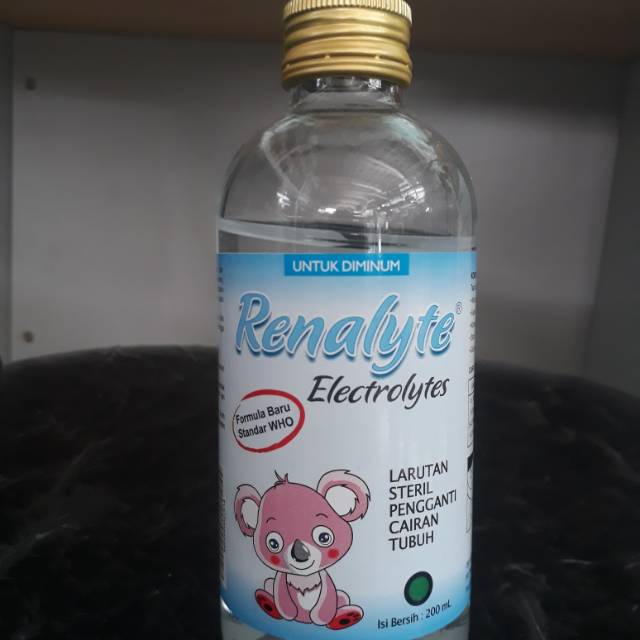 UNTUK DIMINUM
Renalyte®
Electrolytes
Formula Baru
Standar WHO
LARUTAN
STERIL
PENGGANTI
CAIRAN
TUBUH
Isi Bersih : 200 mL